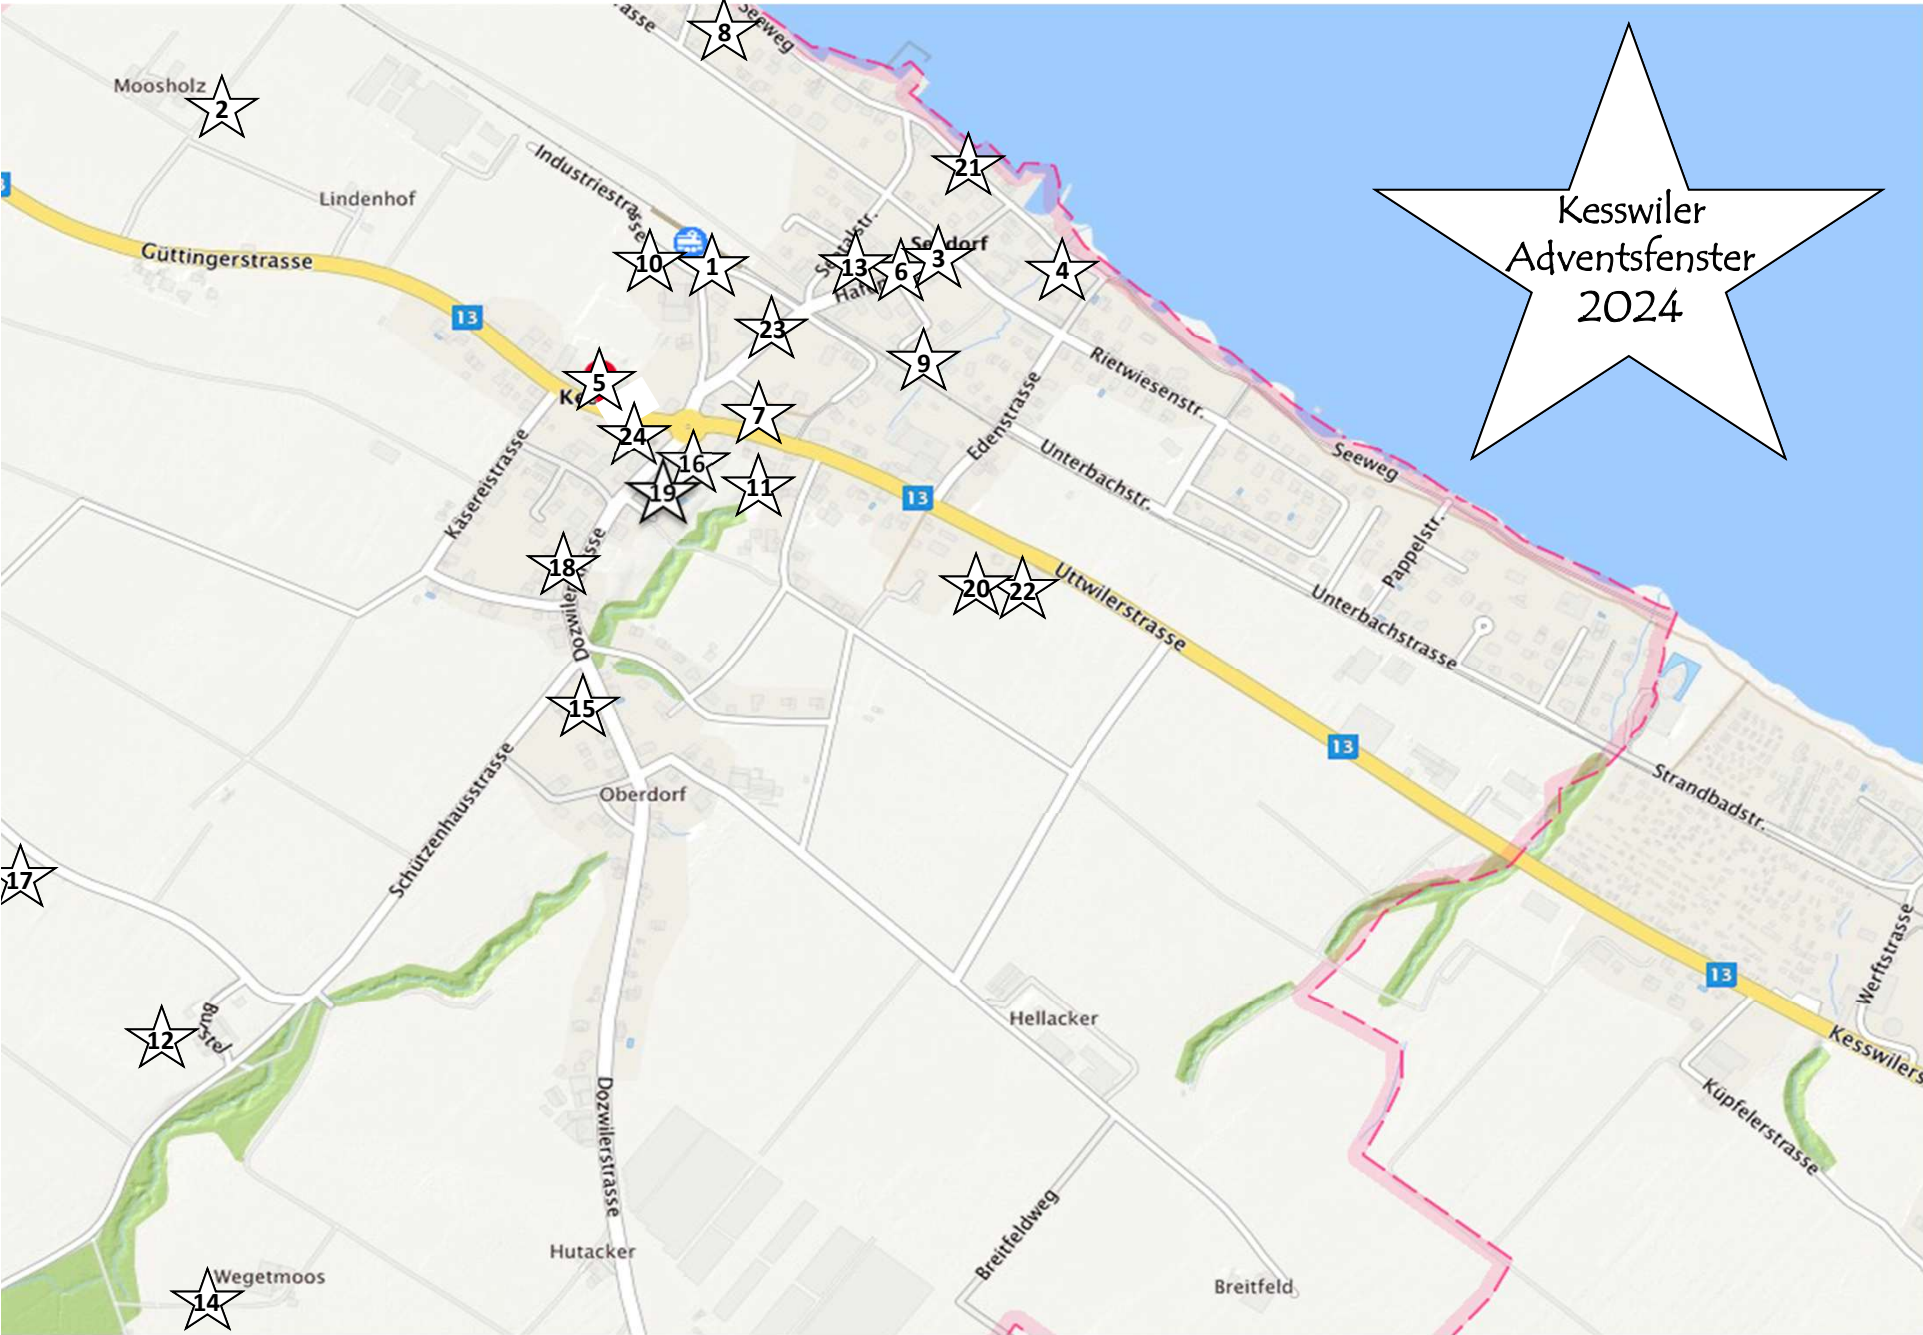 8
Seeweg
Moosholz
2
Industriestrasse
21
Lindenhof
Kesswiler
Adventsfenster
2024
Güttingerstrasse
10
1
13
6
3
4
13
23
9
Rietwiesenstr.
5
7
24
16
19
11
Käsereistrasse
Edenstrasse
Unterbachstr.
Seeweg
13
18
20
22
Uttwilerstrasse
Pappelstr.
Unterbachstrasse
15
13
Oberdorf
Schützenhausstrasse
Strandbadstr.
17
Werftstrasse
13
12
Burstel
Hellacker
Küpfelerstrasse
Dozwilerstrasse
Breitfeldweg
Hutacker
Wegetmoos
14
Breitfeld